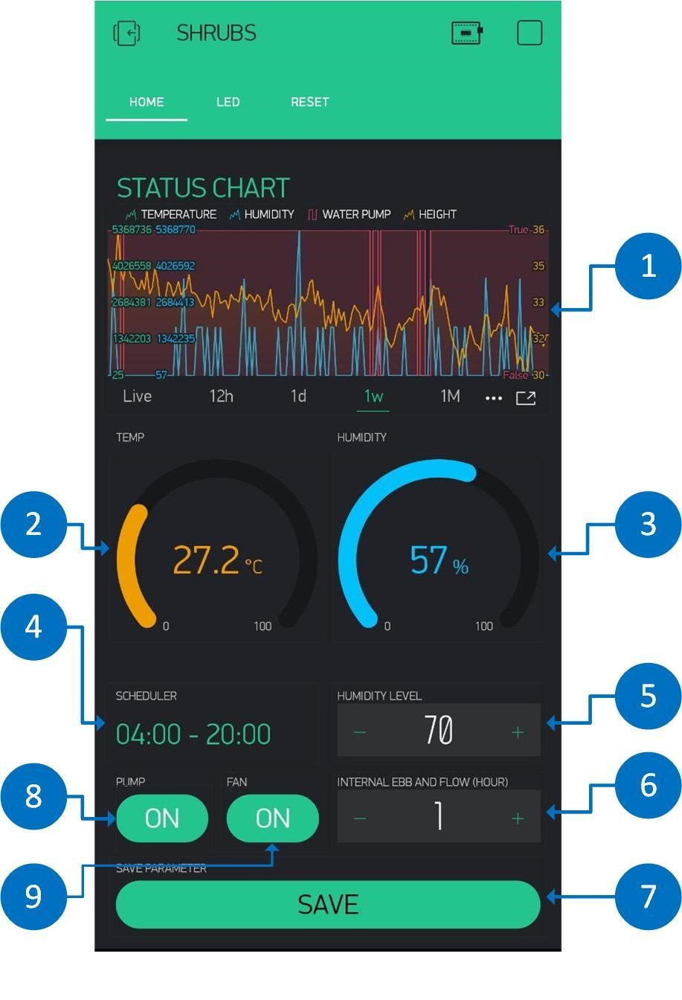 SHRUBS
HOME LED RESET
STATUS CHART
TEMPERATURE HUMIDITY WATER PUMP HEIGHT
5368736 5368770 True 36
4026558 4026592 35
1
2684381 2684413 33
1342203 1342235 32
25 57 False 30
Live 12h 1d 1w 1M ...
TEMP HUMIDITY
2 3
27.2 °C 57 %
0 100 0 100
4
SCHEDULER HUMIDITY LEVEL
5
04:00 - 20:00 - 70 +
PUMP FAN INTERNAL EBB AND FLOW (HOUR)
8 6
ON ON - 1 +
SAVE PARAMETER
9 7
SAVE